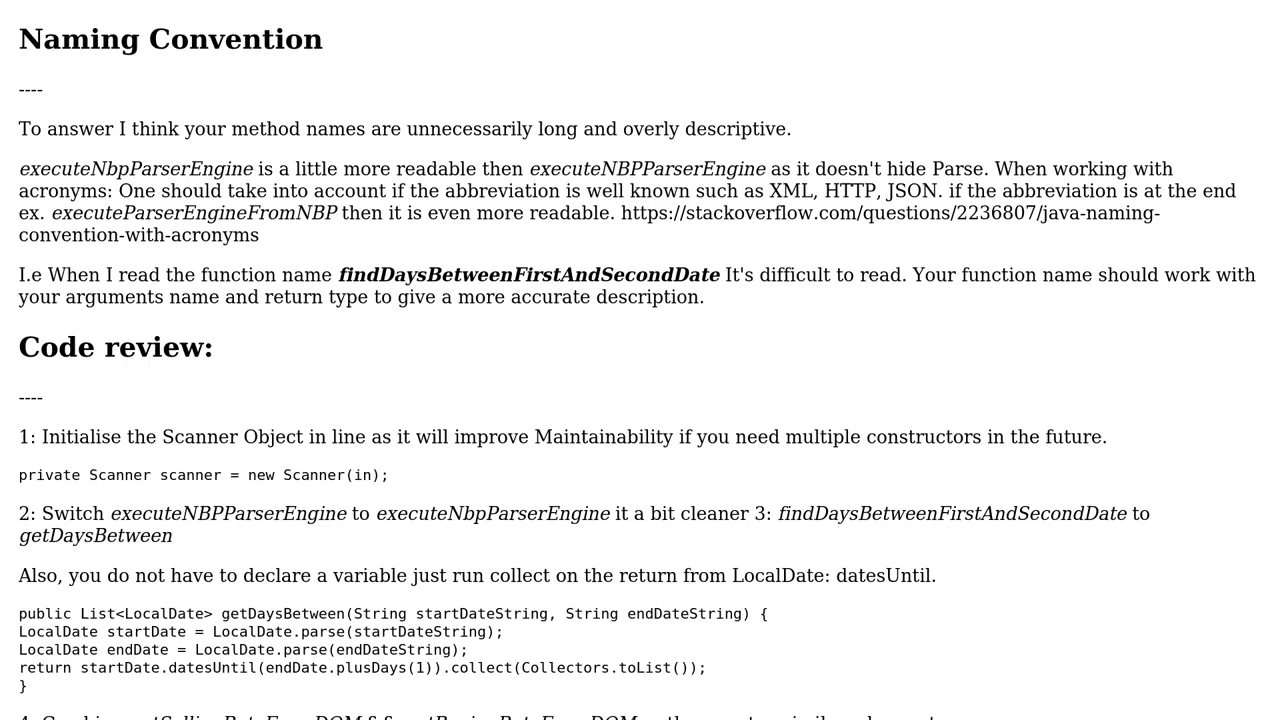 Naming Convention
----
To answer I think your method names are unnecessarily long and overly descriptive.
executeNbpParserEngine is a little more readable then executeNBPParserEngine as it doesn't hide Parse. When working with
acronyms: One should take into account if the abbreviation is well known such as XML, HTTP, JSON. if the abbreviation is at the end
ex. executeParserEngineFromNBP then it is even more readable. https://stackoverflow.com/questions/2236807/java-naming-
convention-with-acronyms
I.e When I read the function name findDaysBetweenFirstAndSecondDate It's difficult to read. Your function name should work with
your arguments name and return type to give a more accurate description.
Code review:
----
1: Initialise the Scanner Object in line as it will improve Maintainability if you need multiple constructors in the future.
private Scanner scanner = new Scanner(in);
2: Switch executeNBPParserEngine to executeNbpParserEngine it a bit cleaner 3: findDaysBetweenFirstAndSecondDate to
getDaysBetween
Also, you do not have to declare a variable just run collect on the return from LocalDate: datesUntil.
public List<LocalDate> getDaysBetween(String startDateString, String endDateString) {
LocalDate startDate = LocalDate.parse(startDateString);
LocalDate endDate = LocalDate.parse(endDateString);
return startDate.datesUntil(endDate.plusDays(1)).collect(Collectors.toList());
}